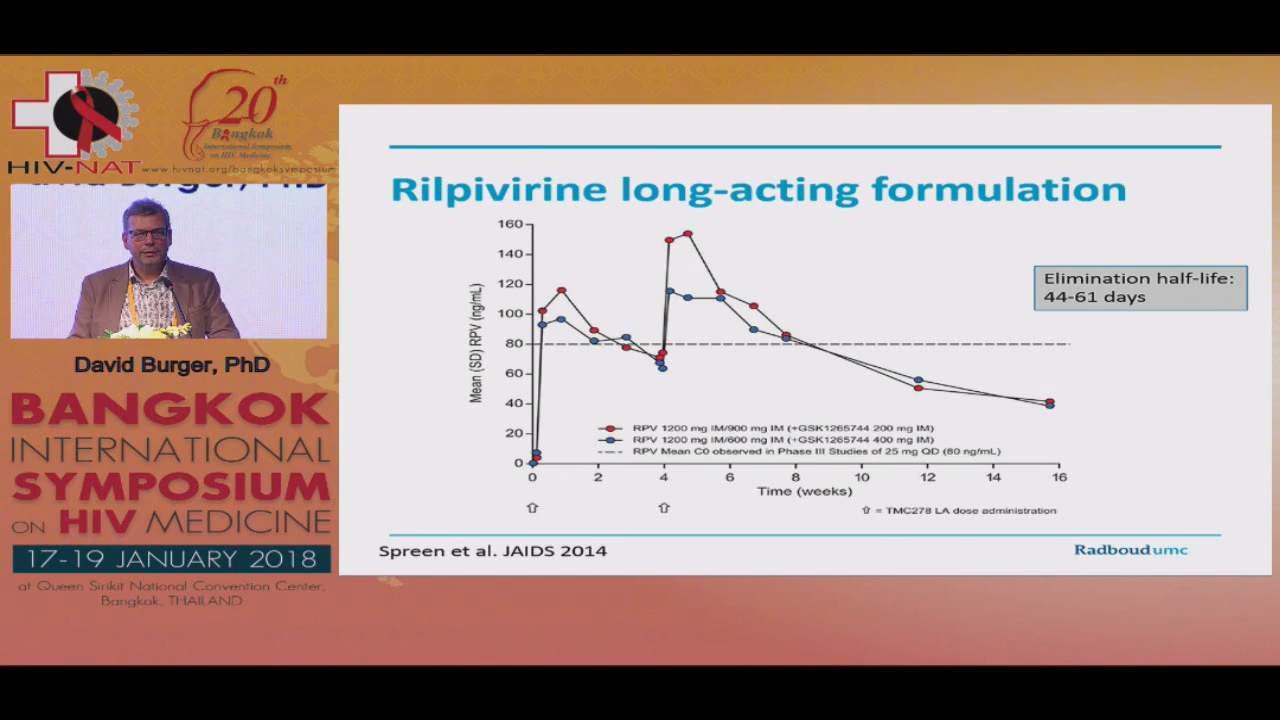 20th
Bangkok
International Symposium
on HIV Medicine
HIV-NAT
www.hivnat.org/bangkoksymposium
David Burger, PhD
David Burger, PhD
BANGKOK
INTERNATIONAL
SYMPOSIUM
ON HIV MEDICINE
17-19 JANUARY 2018
at Queen Sirikit National Convention Center,
Bangkok, THAILAND
Rilpivirine long-acting formulation
Mean (SD) RPV (ng/mL)
160
140
120
100
80
60
40
20
0
Elimination half-life:
44-61 days
RPV 1200 mg IM/900 mg IM (+GSK1265744 200 mg IM)
RPV 1200 mg IM/600 mg IM (+GSK1265744 400 mg IM)
RPV Mean C0 observed in Phase III Studies of 25 mg QD (80 ng/mL)
0 2 4 6 8 10 12 14 16
Time (weeks)
⇧ = TMC278 LA dose administration
Spreen et al. JAIDS 2014
Radboudumc